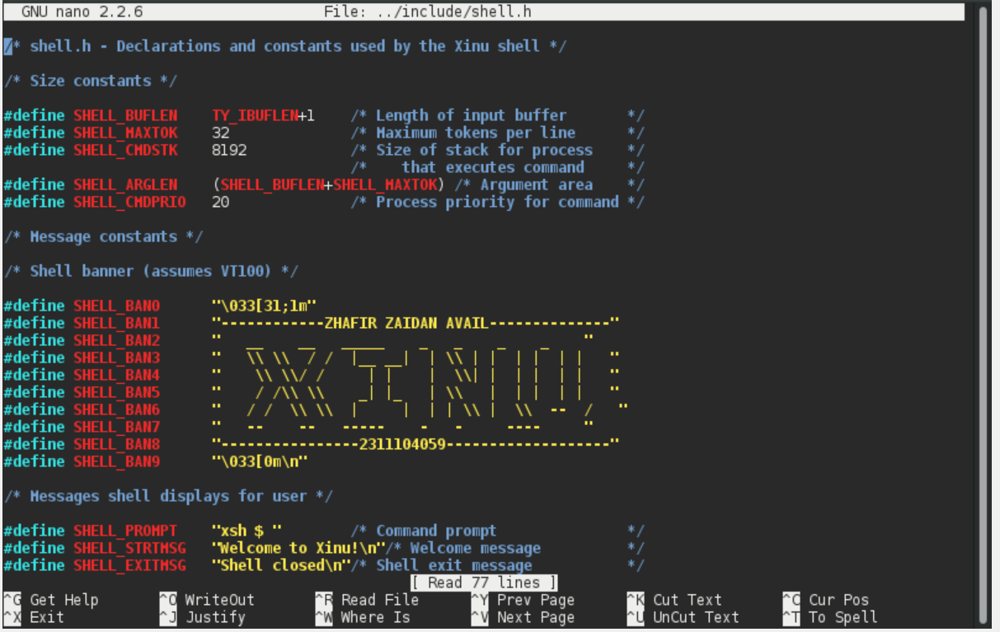 GNU nano 2.2.6                     File: ../include/shell.h
/* shell.h - Declarations and constants used by the Xinu shell */
/* Size constants */
#define SHELL_BUFLEN    TY_IBUFLEN+1    /* Length of input buffer       */
#define SHELL_MAXTOK    32              /* Maximum tokens per line      */
#define SHELL_CMDSTK    8192            /* Size of stack for process    */
                                        /*    that executes command     */
#define SHELL_ARGLEN    (SHELL_BUFLEN+SHELL_MAXTOK) /* Argument area    */
#define SHELL_CMDPRIO   20              /* Process priority for command */
/* Message constants */
/* Shell banner (assumes VT100) */
#define SHELL_BAN0      "\033[31;1m"
#define SHELL_BAN1      "------------ZHAFIR ZAIDAN AVAIL--------------"
#define SHELL_BAN2      "   __    __   _____    _   _    _    _    "
#define SHELL_BAN3      "   \\ \\  / /  |__ __|  | \\ | |  | |  | |   "
#define SHELL_BAN4      "    \\ \\/ /     | |    |  \\|    | |  | |   "
#define SHELL_BAN5      "    / /\\ \\    _| |_   | \\      | |  | |   "
#define SHELL_BAN6      "   / /  \\ \\  |     |  | | \\ |  \\  --  /    "
#define SHELL_BAN7      "   --    --   -----    -   -     ----     "
#define SHELL_BAN8      "----------------2311104059-------------------"
#define SHELL_BAN9      "\033[0m\n"
/* Messages shell displays for user */
#define SHELL_PROMPT    "xsh $ "        /* Command prompt               */
#define SHELL_STRTMSG   "Welcome to Xinu!\n"/* Welcome message          */
#define SHELL_EXITMSG   "Shell closed\n"/* Shell exit message           */
[ Read 77 lines ]
^G Get Help       ^O WriteOut       ^R Read File      ^Y Prev Page      ^K Cut Text       ^C Cur Pos
^X Exit           ^J Justify        ^W Where Is       ^V Next Page      ^U UnCut Text     ^T To Spell